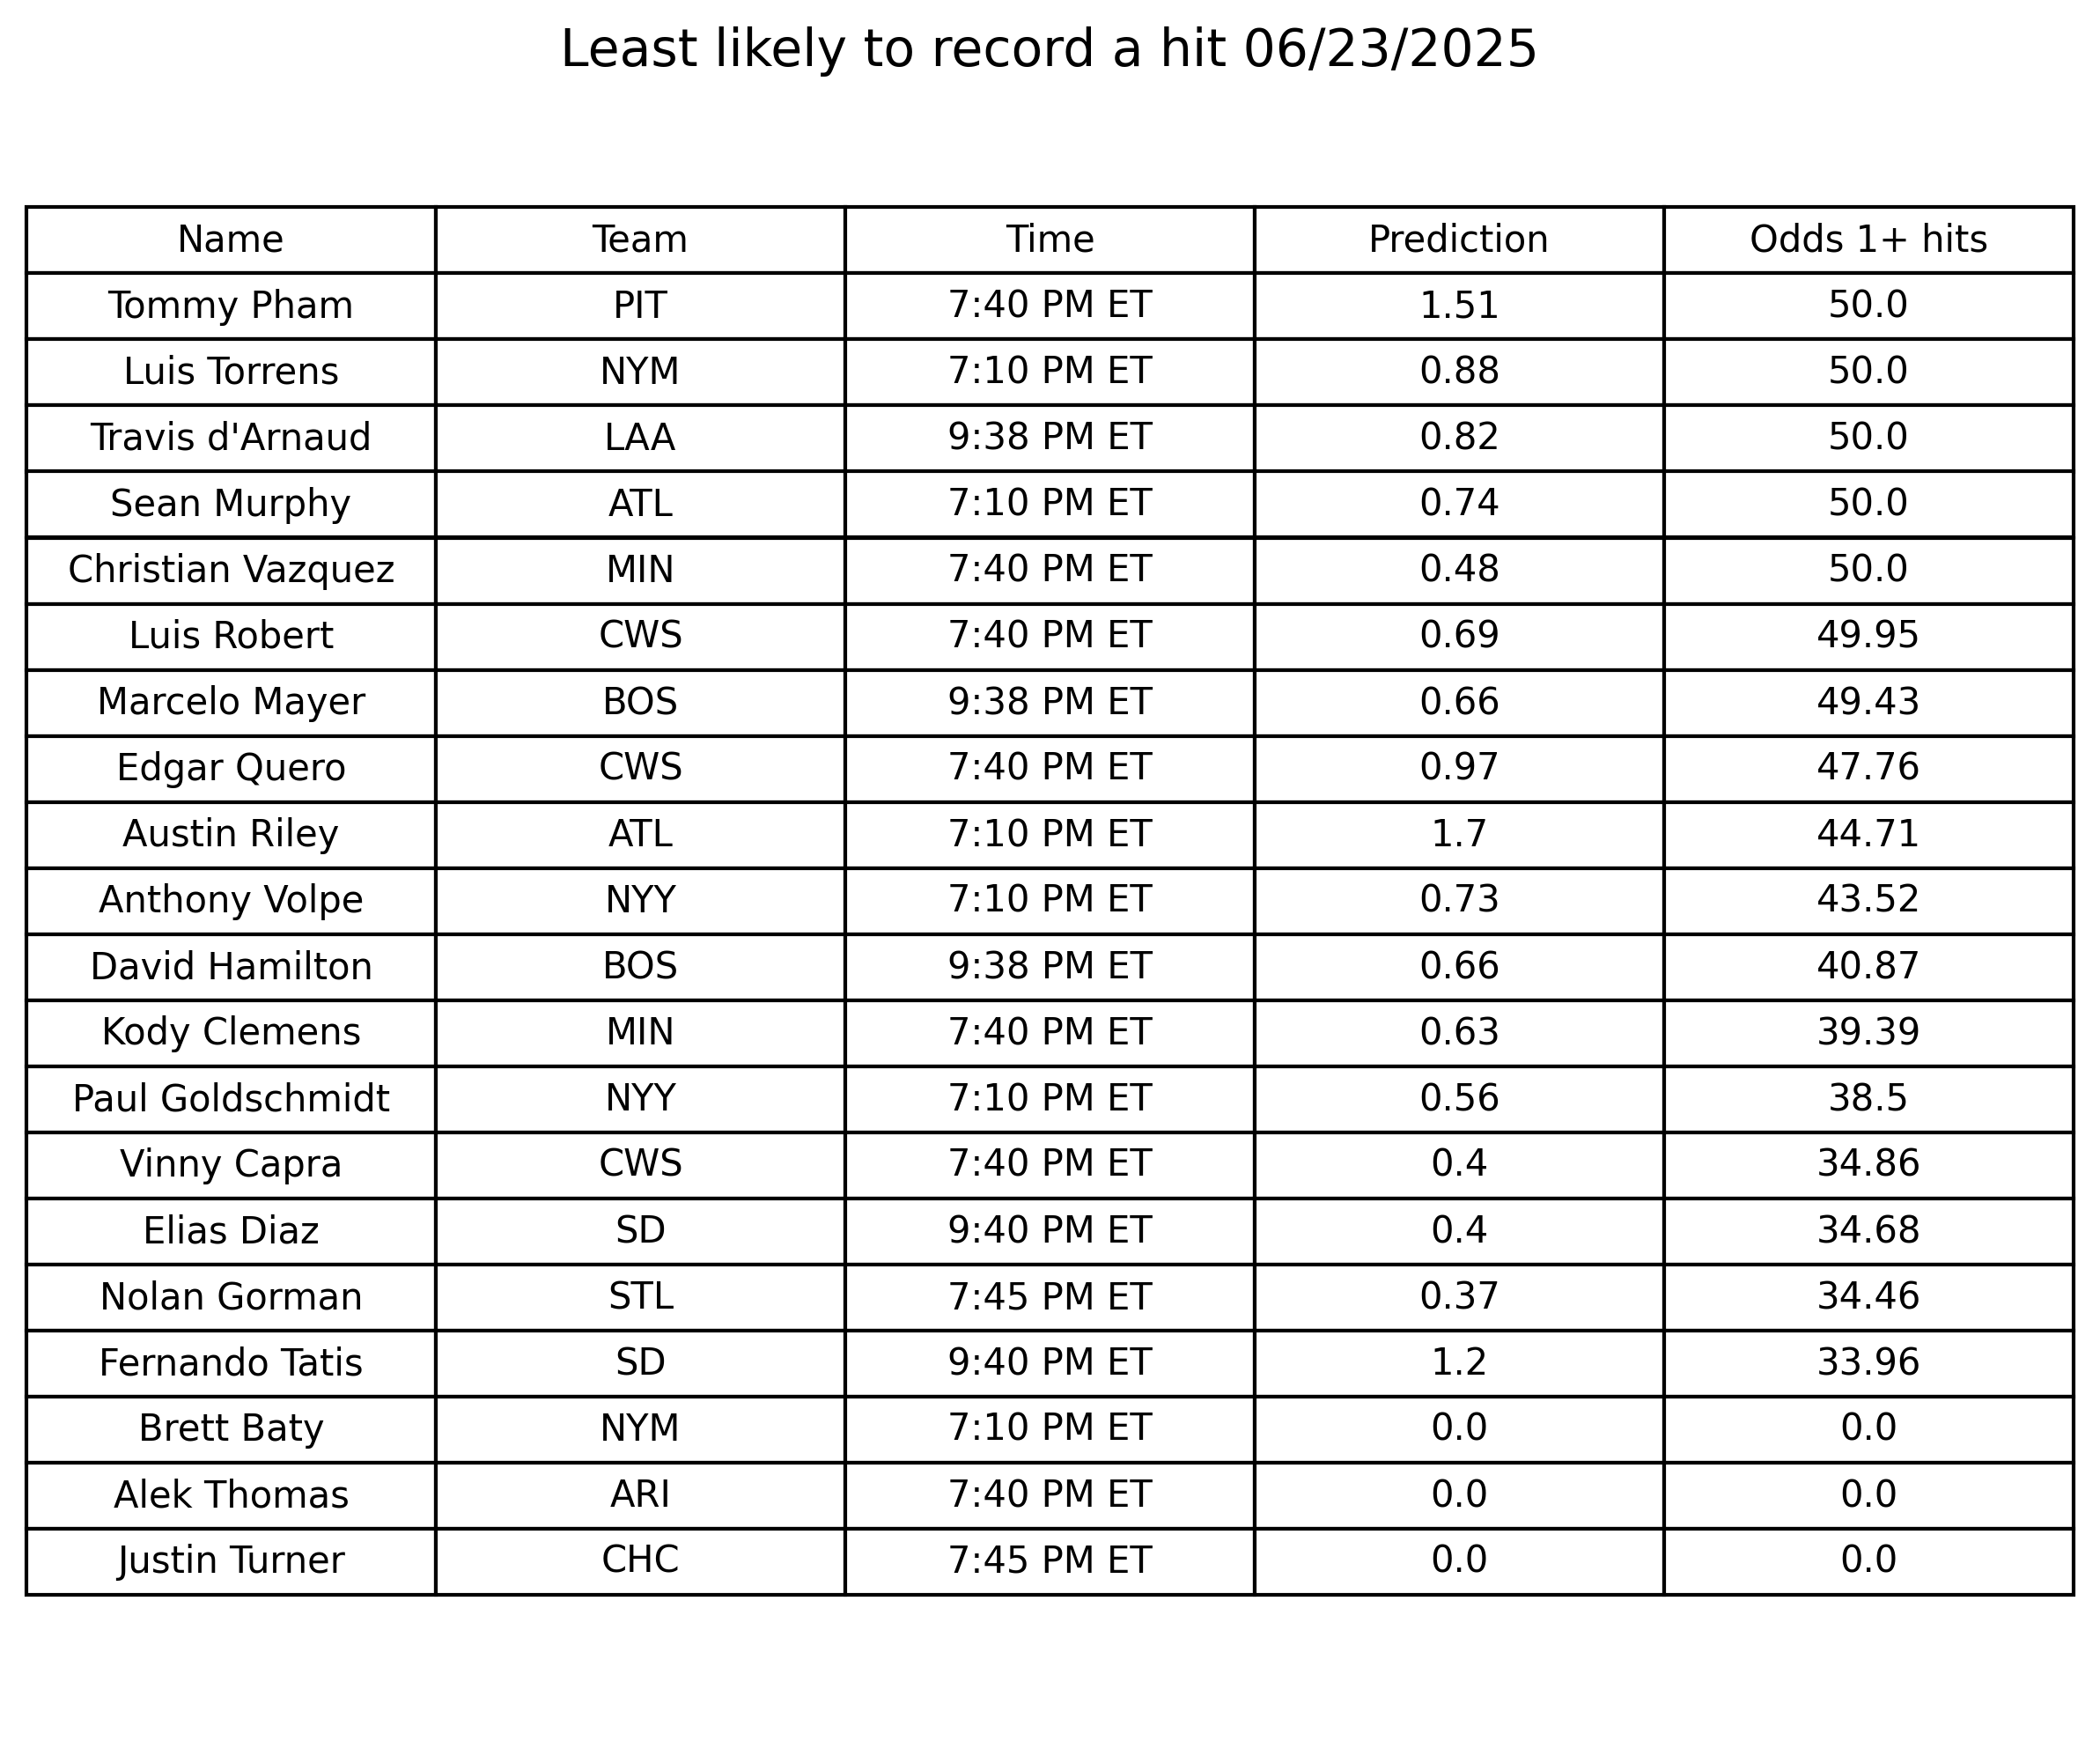 Least likely to record a hit 06/23/2025
Name Team Time Prediction Odds 1+ hits
Tommy Pham PIT 7:40 PM ET 1.51 50.0
Luis Torrens NYM 7:10 PM ET 0.88 50.0
Travis d'Arnaud LAA 9:38 PM ET 0.82 50.0
Sean Murphy ATL 7:10 PM ET 0.74 50.0
Christian Vazquez MIN 7:40 PM ET 0.48 50.0
Luis Robert CWS 7:40 PM ET 0.69 49.95
Marcelo Mayer BOS 9:38 PM ET 0.66 49.43
Edgar Quero CWS 7:40 PM ET 0.97 47.76
Austin Riley ATL 7:10 PM ET 1.7 44.71
Anthony Volpe NYY 7:10 PM ET 0.73 43.52
David Hamilton BOS 9:38 PM ET 0.66 40.87
Kody Clemens MIN 7:40 PM ET 0.63 39.39
Paul Goldschmidt NYY 7:10 PM ET 0.56 38.5
Vinny Capra CWS 7:40 PM ET 0.4 34.86
Elias Diaz SD 9:40 PM ET 0.4 34.68
Nolan Gorman STL 7:45 PM ET 0.37 34.46
Fernando Tatis SD 9:40 PM ET 1.2 33.96
Brett Baty NYM 7:10 PM ET 0.0 0.0
Alek Thomas ARI 7:40 PM ET 0.0 0.0
Justin Turner CHC 7:45 PM ET 0.0 0.0